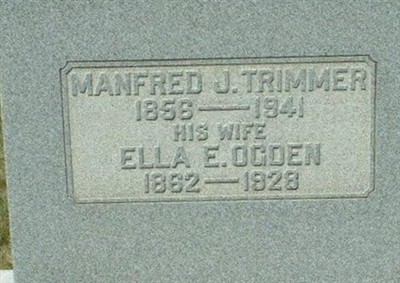 MANFRED J. TRIMMER
1856—1941
HIS WIFE
ELLA E. OGDEN
1862—1928